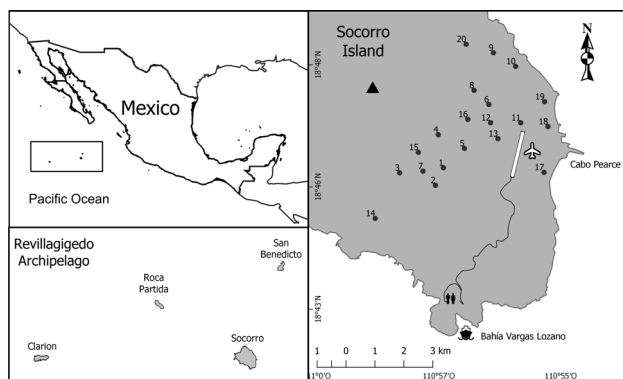 Mexico
Pacific Ocean
Revillagigedo
Archipelago
San
Benedicto
Roca
Partida
Clarion
Socorro
Socorro
Island
N
18°48'N
18°46'N
18°43'N
20
9
10
8
6
19
16
12
11
18
4
13
5
15
1
3
7
17
2
14
Cabo Pearce
Bahía Vargas Lozano
1 0 1 2 3 km
11°0'O
110°57'O
110°55'O